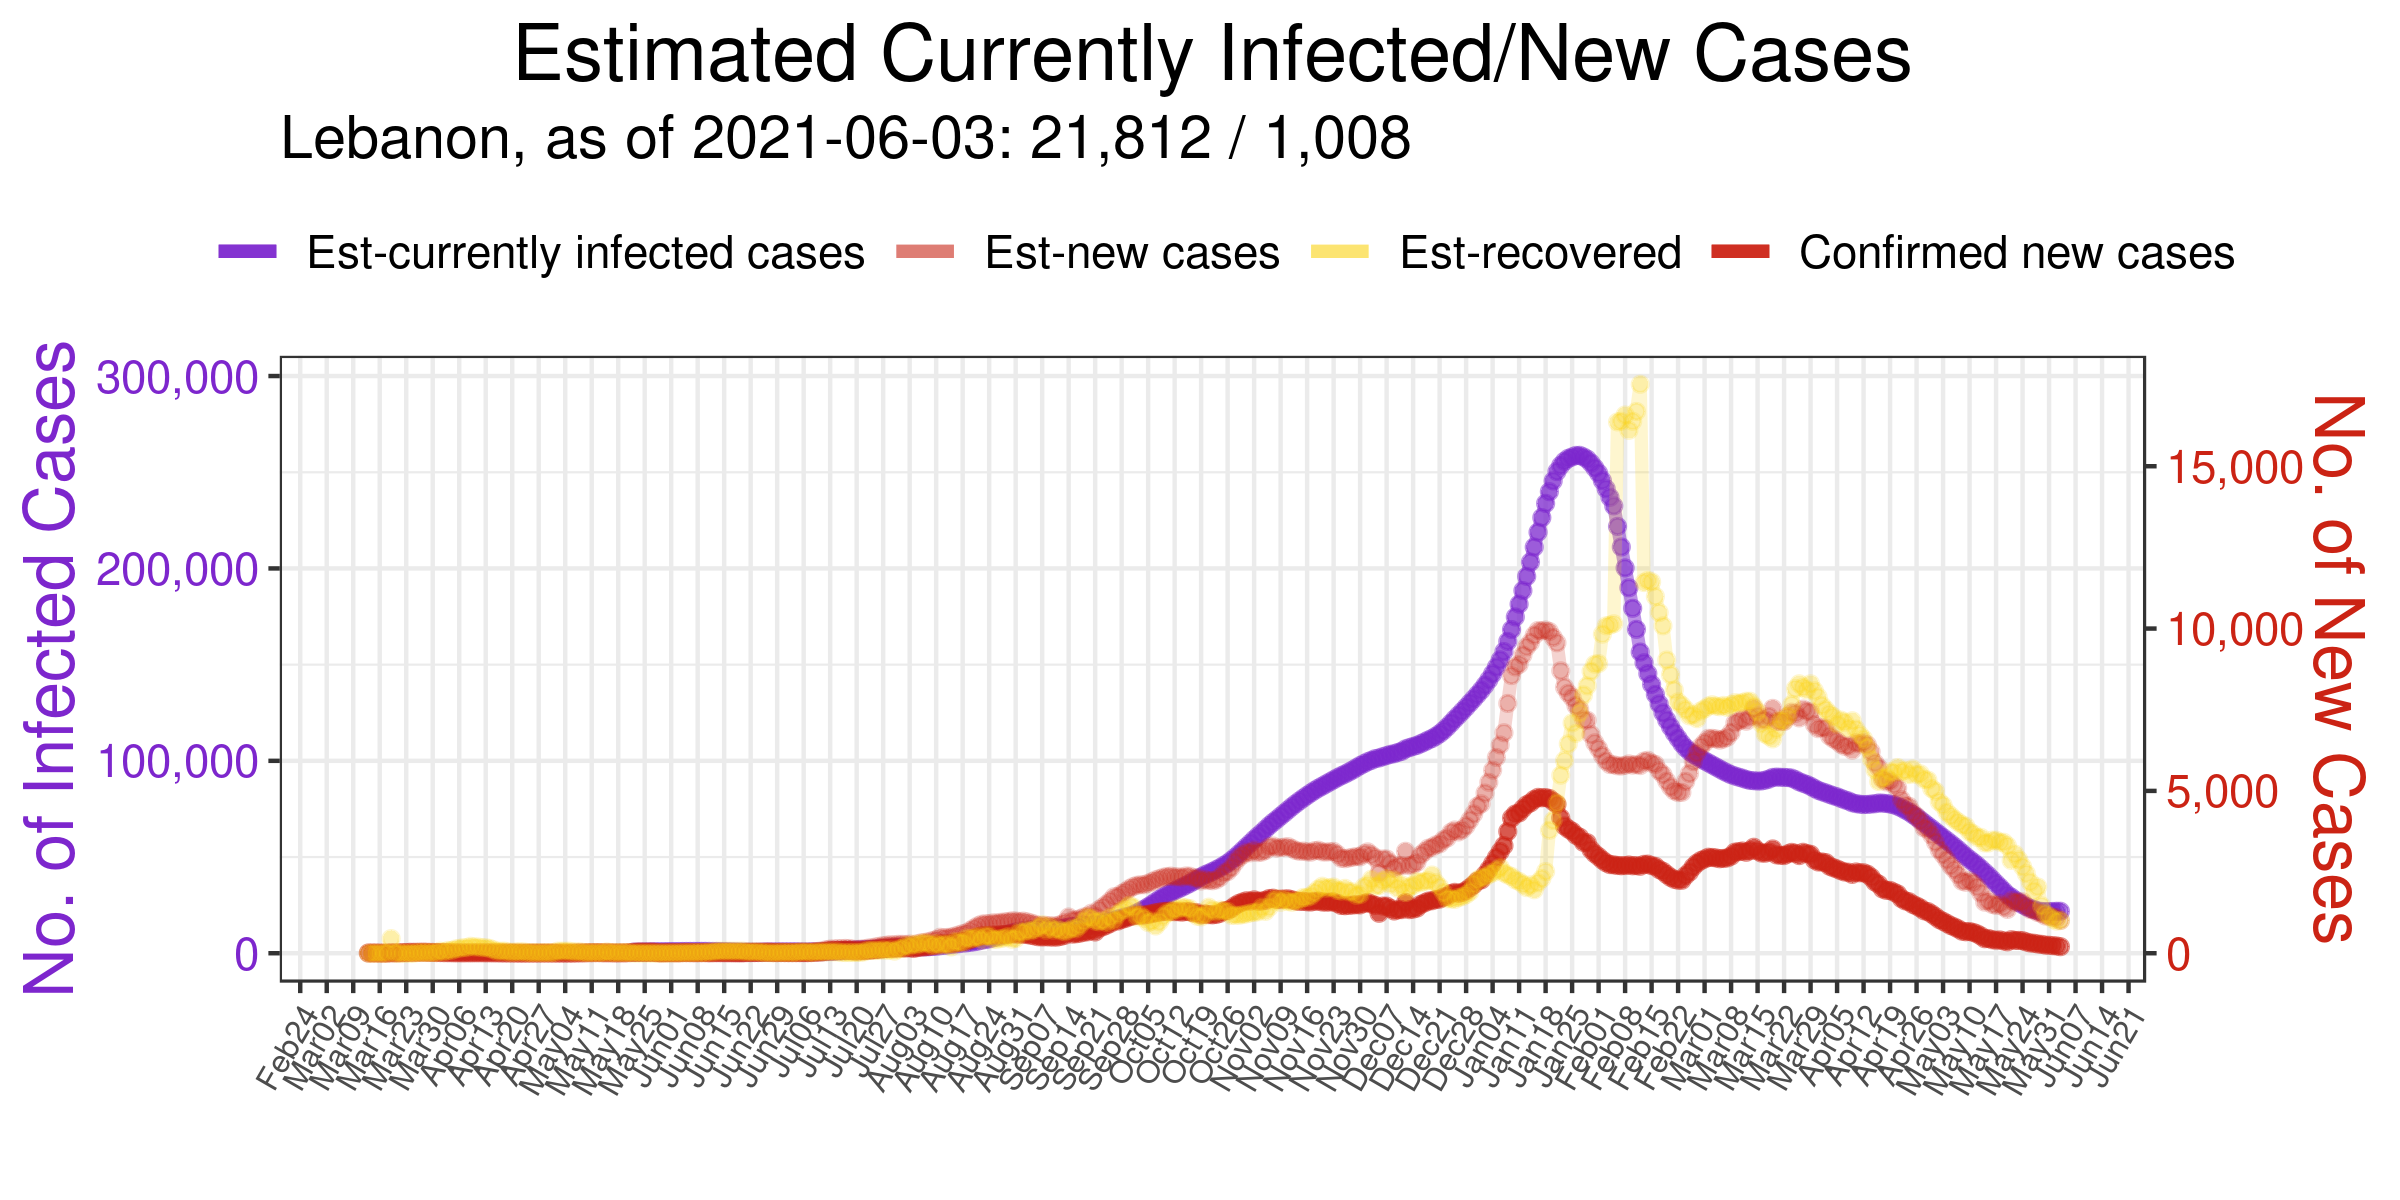 Estimated Currently Infected/New Cases
Lebanon, as of 2021-06-03: 21,812 / 1,008
Est-currently infected cases
Est-new cases
Est-recovered
Confirmed new cases
No. of Infected Cases
300,000
200,000
100,000
0
15,000
10,000
5,000
0
No. of New Cases
Feb24
Mar02
Mar09
Mar16
Mar23
Mar30
Apr06
Apr13
Apr20
Apr27
May04
May11
May18
May25
Jun01
Jun08
Jun15
Jun22
Jun29
Jul06
Jul13
Jul20
Jul27
Aug03
Aug10
Aug17
Aug24
Aug31
Sep07
Sep14
Sep21
Sep28
Oct05
Oct12
Oct19
Oct26
Nov02
Nov09
Nov16
Nov23
Nov30
Dec07
Dec14
Dec21
Dec28
Jan04
Jan11
Jan18
Jan25
Feb01
Feb08
Feb15
Feb22
Mar01
Mar08
Mar15
Mar22
Mar29
Apr05
Apr12
Apr19
Apr26
May03
May10
May17
May24
May31
Jun07
Jun14
Jun21